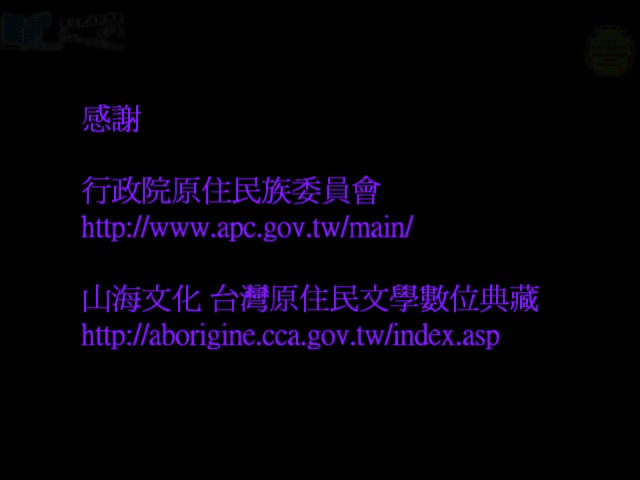 感謝
行政院原住民族委員會
http://www.apc.gov.tw/main/
山海文化 台灣原住民文學數位典藏
http://aborigine.cca.gov.tw/index.asp